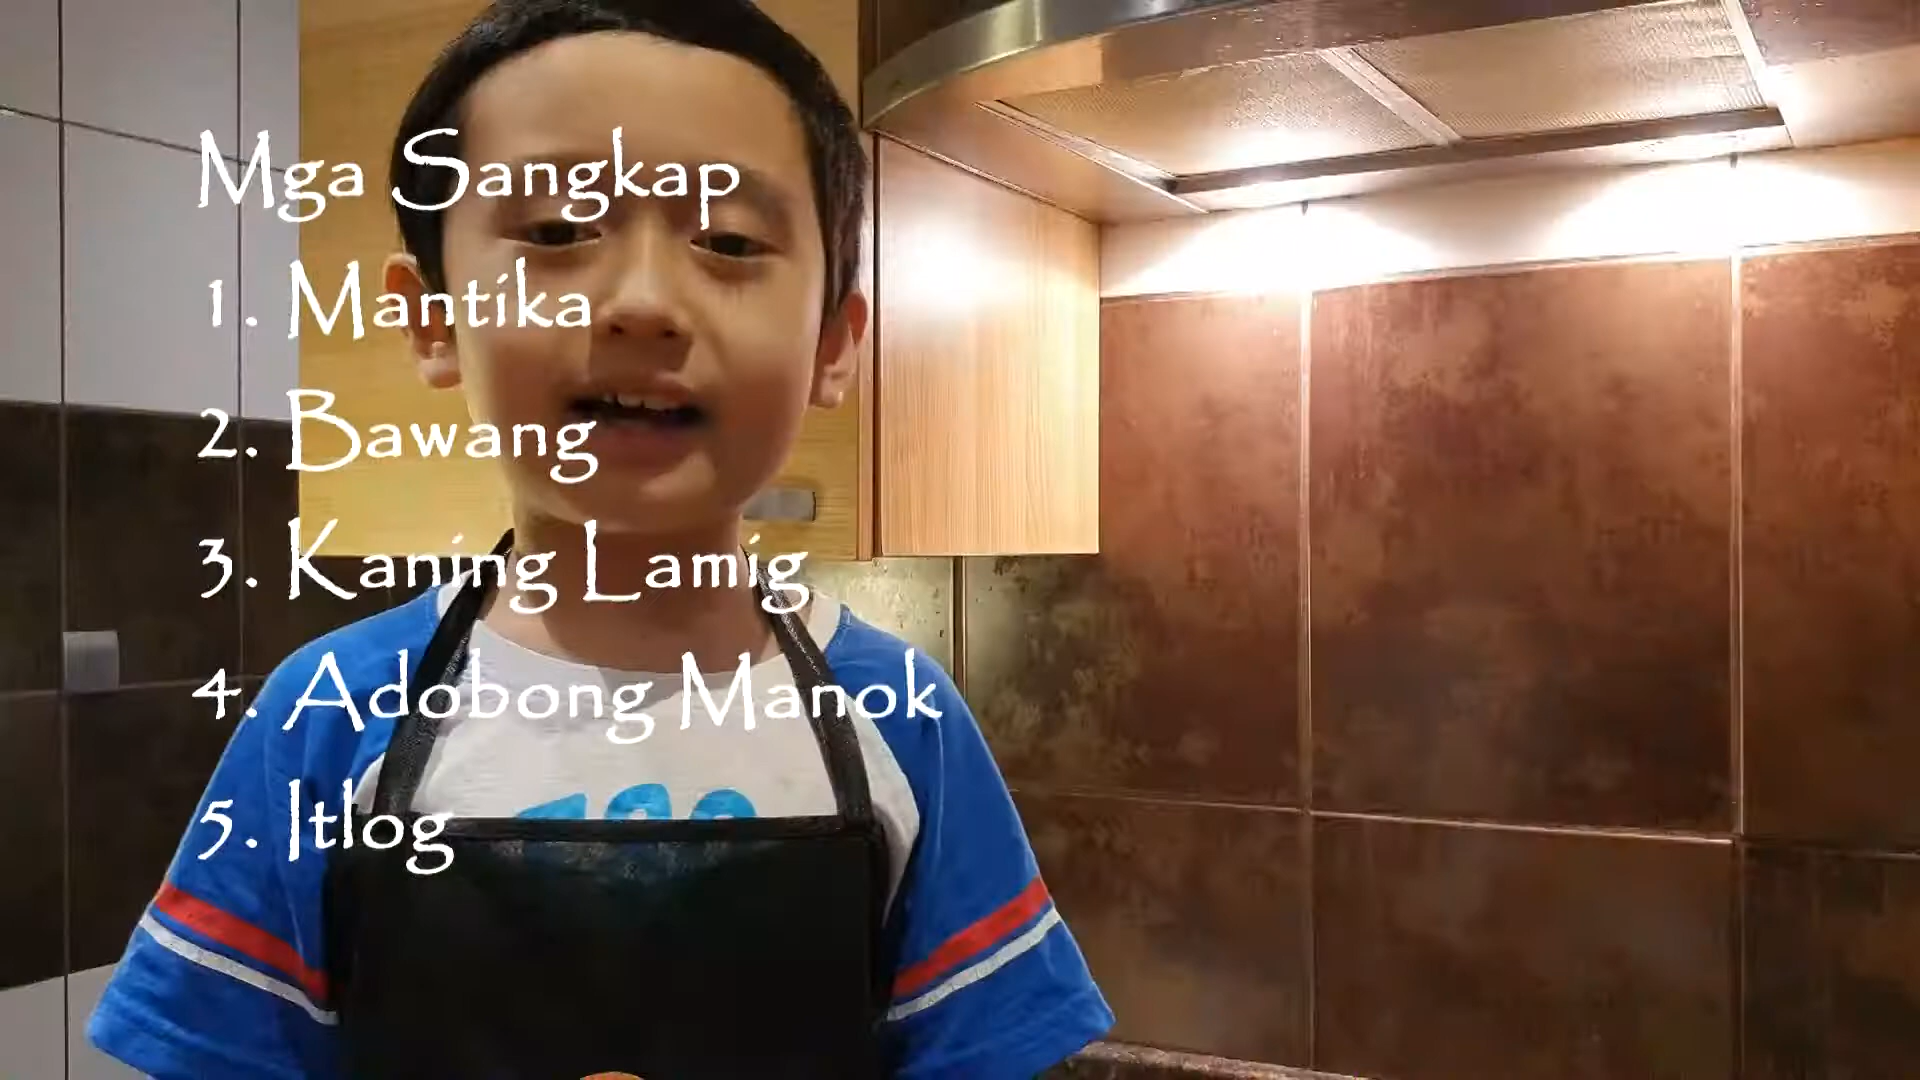 Mga Sangkap
1. Mantika
2. Bawang
3. Kaning Lamig
4. Adobong Manok
5. Itlog